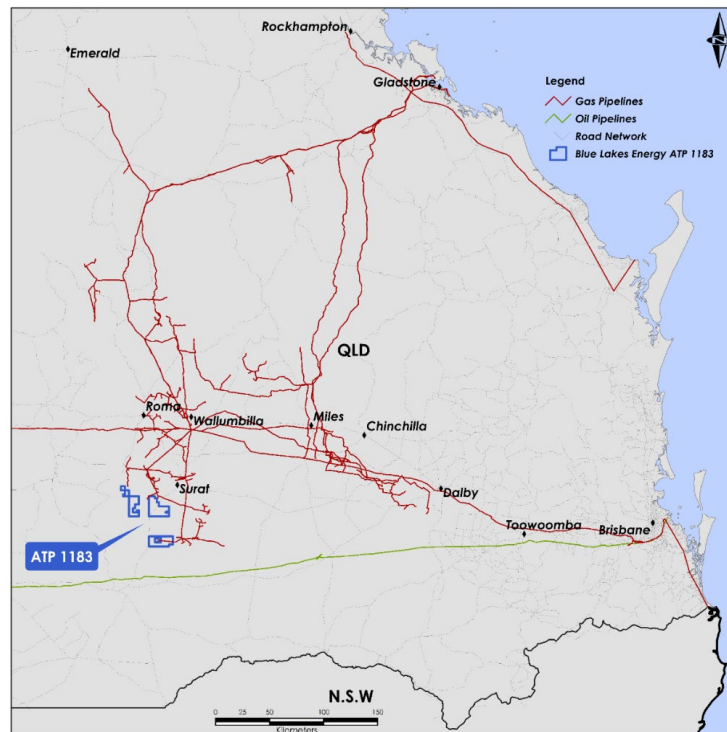 Rockhampton
Emerald
Gladstone
Legend
Gas Pipelines
Oil Pipelines
Road Network
Blue Lakes Energy ATP 1183
QLD
Roma
Wallumbilla
Miles
Chinchilla
Surat
Dalby
Toowoomba
Brisbane
ATP 1183
N.S.W
0 25 50 100 150
Kilometers